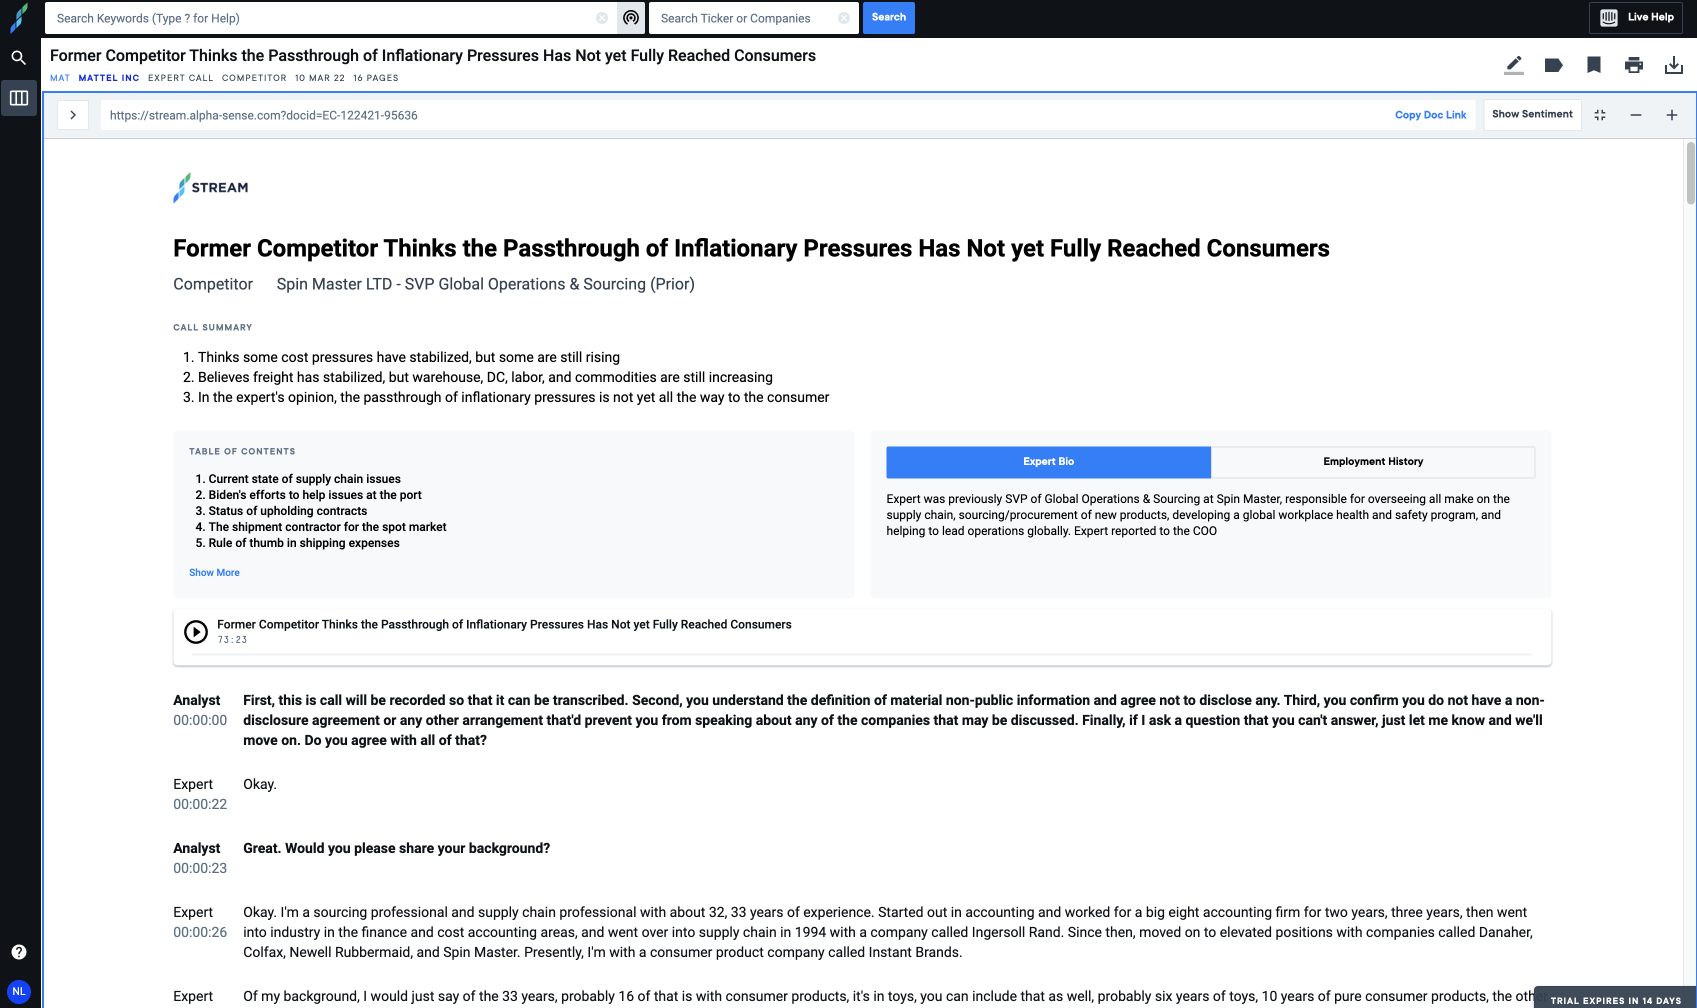 Search Keywords (Type ? for Help)
Search Ticker or Companies
Search
Live Help
Former Competitor Thinks the Passthrough of Inflationary Pressures Has Not yet Fully Reached Consumers
MAT MATTEL INC EXPERT CALL COMPETITOR 10 MAR 22 16 PAGES
https://stream.alpha-sense.com?docid=EC-122421-95636
Copy Doc Link
Show Sentiment
STREAM
Former Competitor Thinks the Passthrough of Inflationary Pressures Has Not yet Fully Reached Consumers
Competitor Spin Master LTD - SVP Global Operations & Sourcing (Prior)
CALL SUMMARY
1. Thinks some cost pressures have stabilized, but some are still rising
2. Believes freight has stabilized, but warehouse, DC, labor, and commodities are still increasing
3. In the expert's opinion, the passthrough of inflationary pressures is not yet all the way to the consumer
TABLE OF CONTENTS
1. Current state of supply chain issues
2. Biden's efforts to help issues at the port
3. Status of upholding contracts
4. The shipment contractor for the spot market
5. Rule of thumb in shipping expenses
Show More
Expert Bio
Employment History
Expert was previously SVP of Global Operations & Sourcing at Spin Master, responsible for overseeing all make on the
supply chain, sourcing/procurement of new products, developing a global workplace health and safety program, and
helping to lead operations globally. Expert reported to the COO
Former Competitor Thinks the Passthrough of Inflationary Pressures Has Not yet Fully Reached Consumers
73:23
Analyst First, this is call will be recorded so that it can be transcribed. Second, you understand the definition of material non-public information and agree not to disclose any. Third, you confirm you do not have a non-
00:00:00 disclosure agreement or any other arrangement that'd prevent you from speaking about any of the companies that may be discussed. Finally, if I ask a question that you can't answer, just let me know and we'll
move on. Do you agree with all of that?
Expert Okay.
00:00:22
Analyst Great. Would you please share your background?
00:00:23
Expert Okay. I'm a sourcing professional and supply chain professional with about 32, 33 years of experience. Started out in accounting and worked for a big eight accounting firm for two years, three years, then went
00:00:26 into industry in the finance and cost accounting areas, and went over into supply chain in 1994 with a company called Ingersoll Rand. Since then, moved on to elevated positions with companies called Danaher,
Colfax, Newell Rubbermaid, and Spin Master. Presently, I'm with a consumer product company called Instant Brands.
Expert Of my background, I would just say of the 33 years, probably 16 of that is with consumer products, it's in toys, you can include that as well, probably six years of toys, 10 years of pure consumer products, the
NL
TRIAL EXPIRES IN 14 DAYS